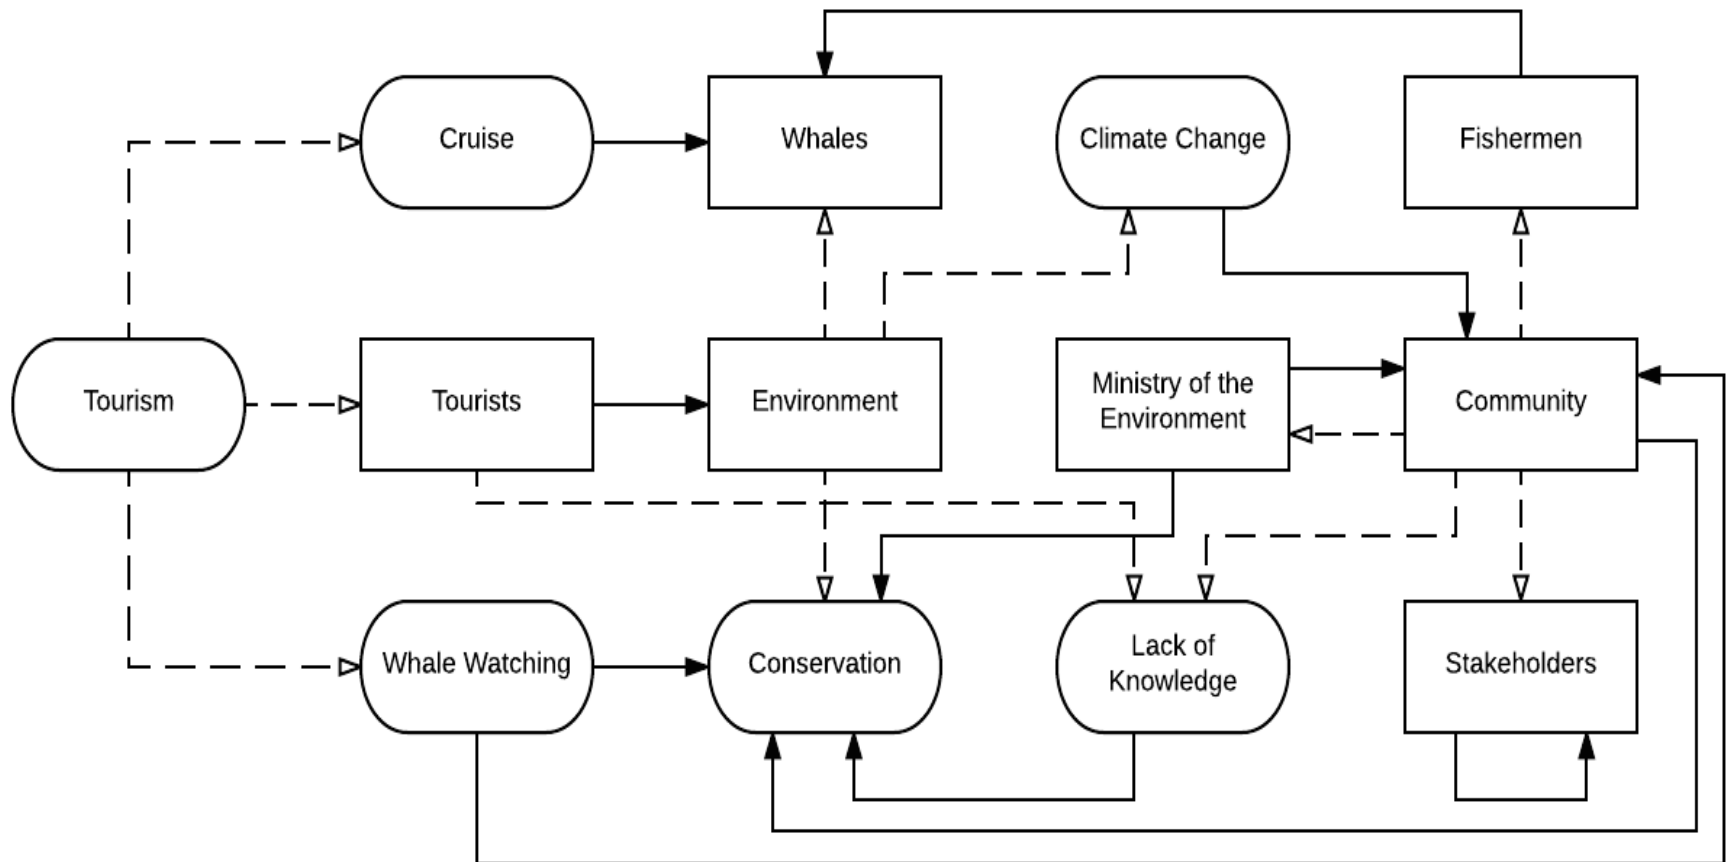 Cruise
Whales
Climate Change
Fishermen
Tourism
Tourists
Environment
Ministry of the
Environment
Community
Whale Watching
Conservation
Lack of
Knowledge
Stakeholders